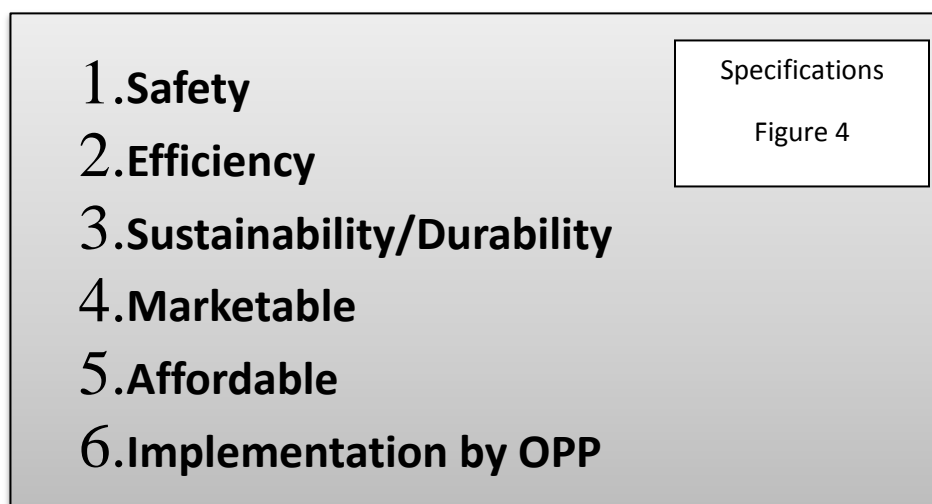 1.Safety
2.Efficiency
3.Sustainability/Durability
4.Marketable
5.Affordable
6.Implementation by OPP
Specifications
Figure 4